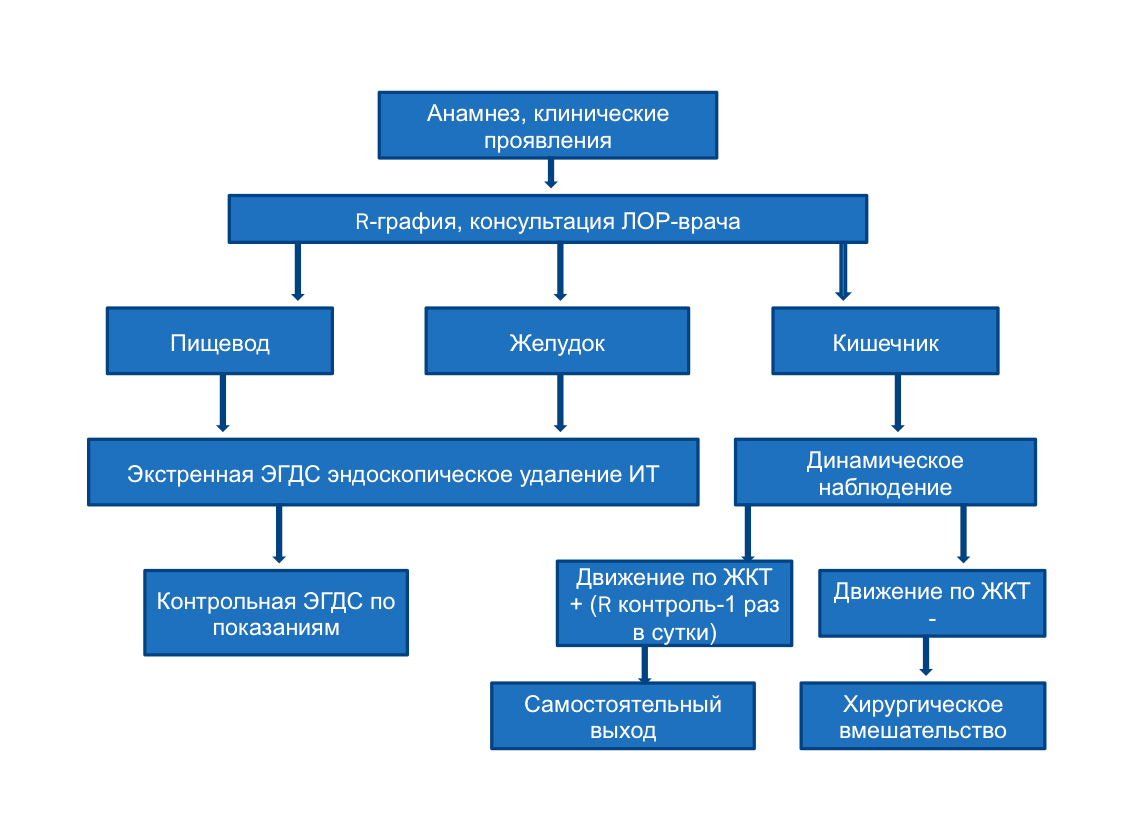 Анамнез, клинические
проявления
R-графия, консультация ЛОР-врача
Пищевод
Желудок
Кишечник
Экстренная ЭГДС эндоскопическое удаление ИТ
Динамическое
наблюдение
Контрольная ЭГДС по
показаниям
Движение по ЖКТ
+ (R контроль-1 раз
в сутки)
Движение по ЖКТ
-
Самостоятельный
выход
Хирургическое
вмешательство